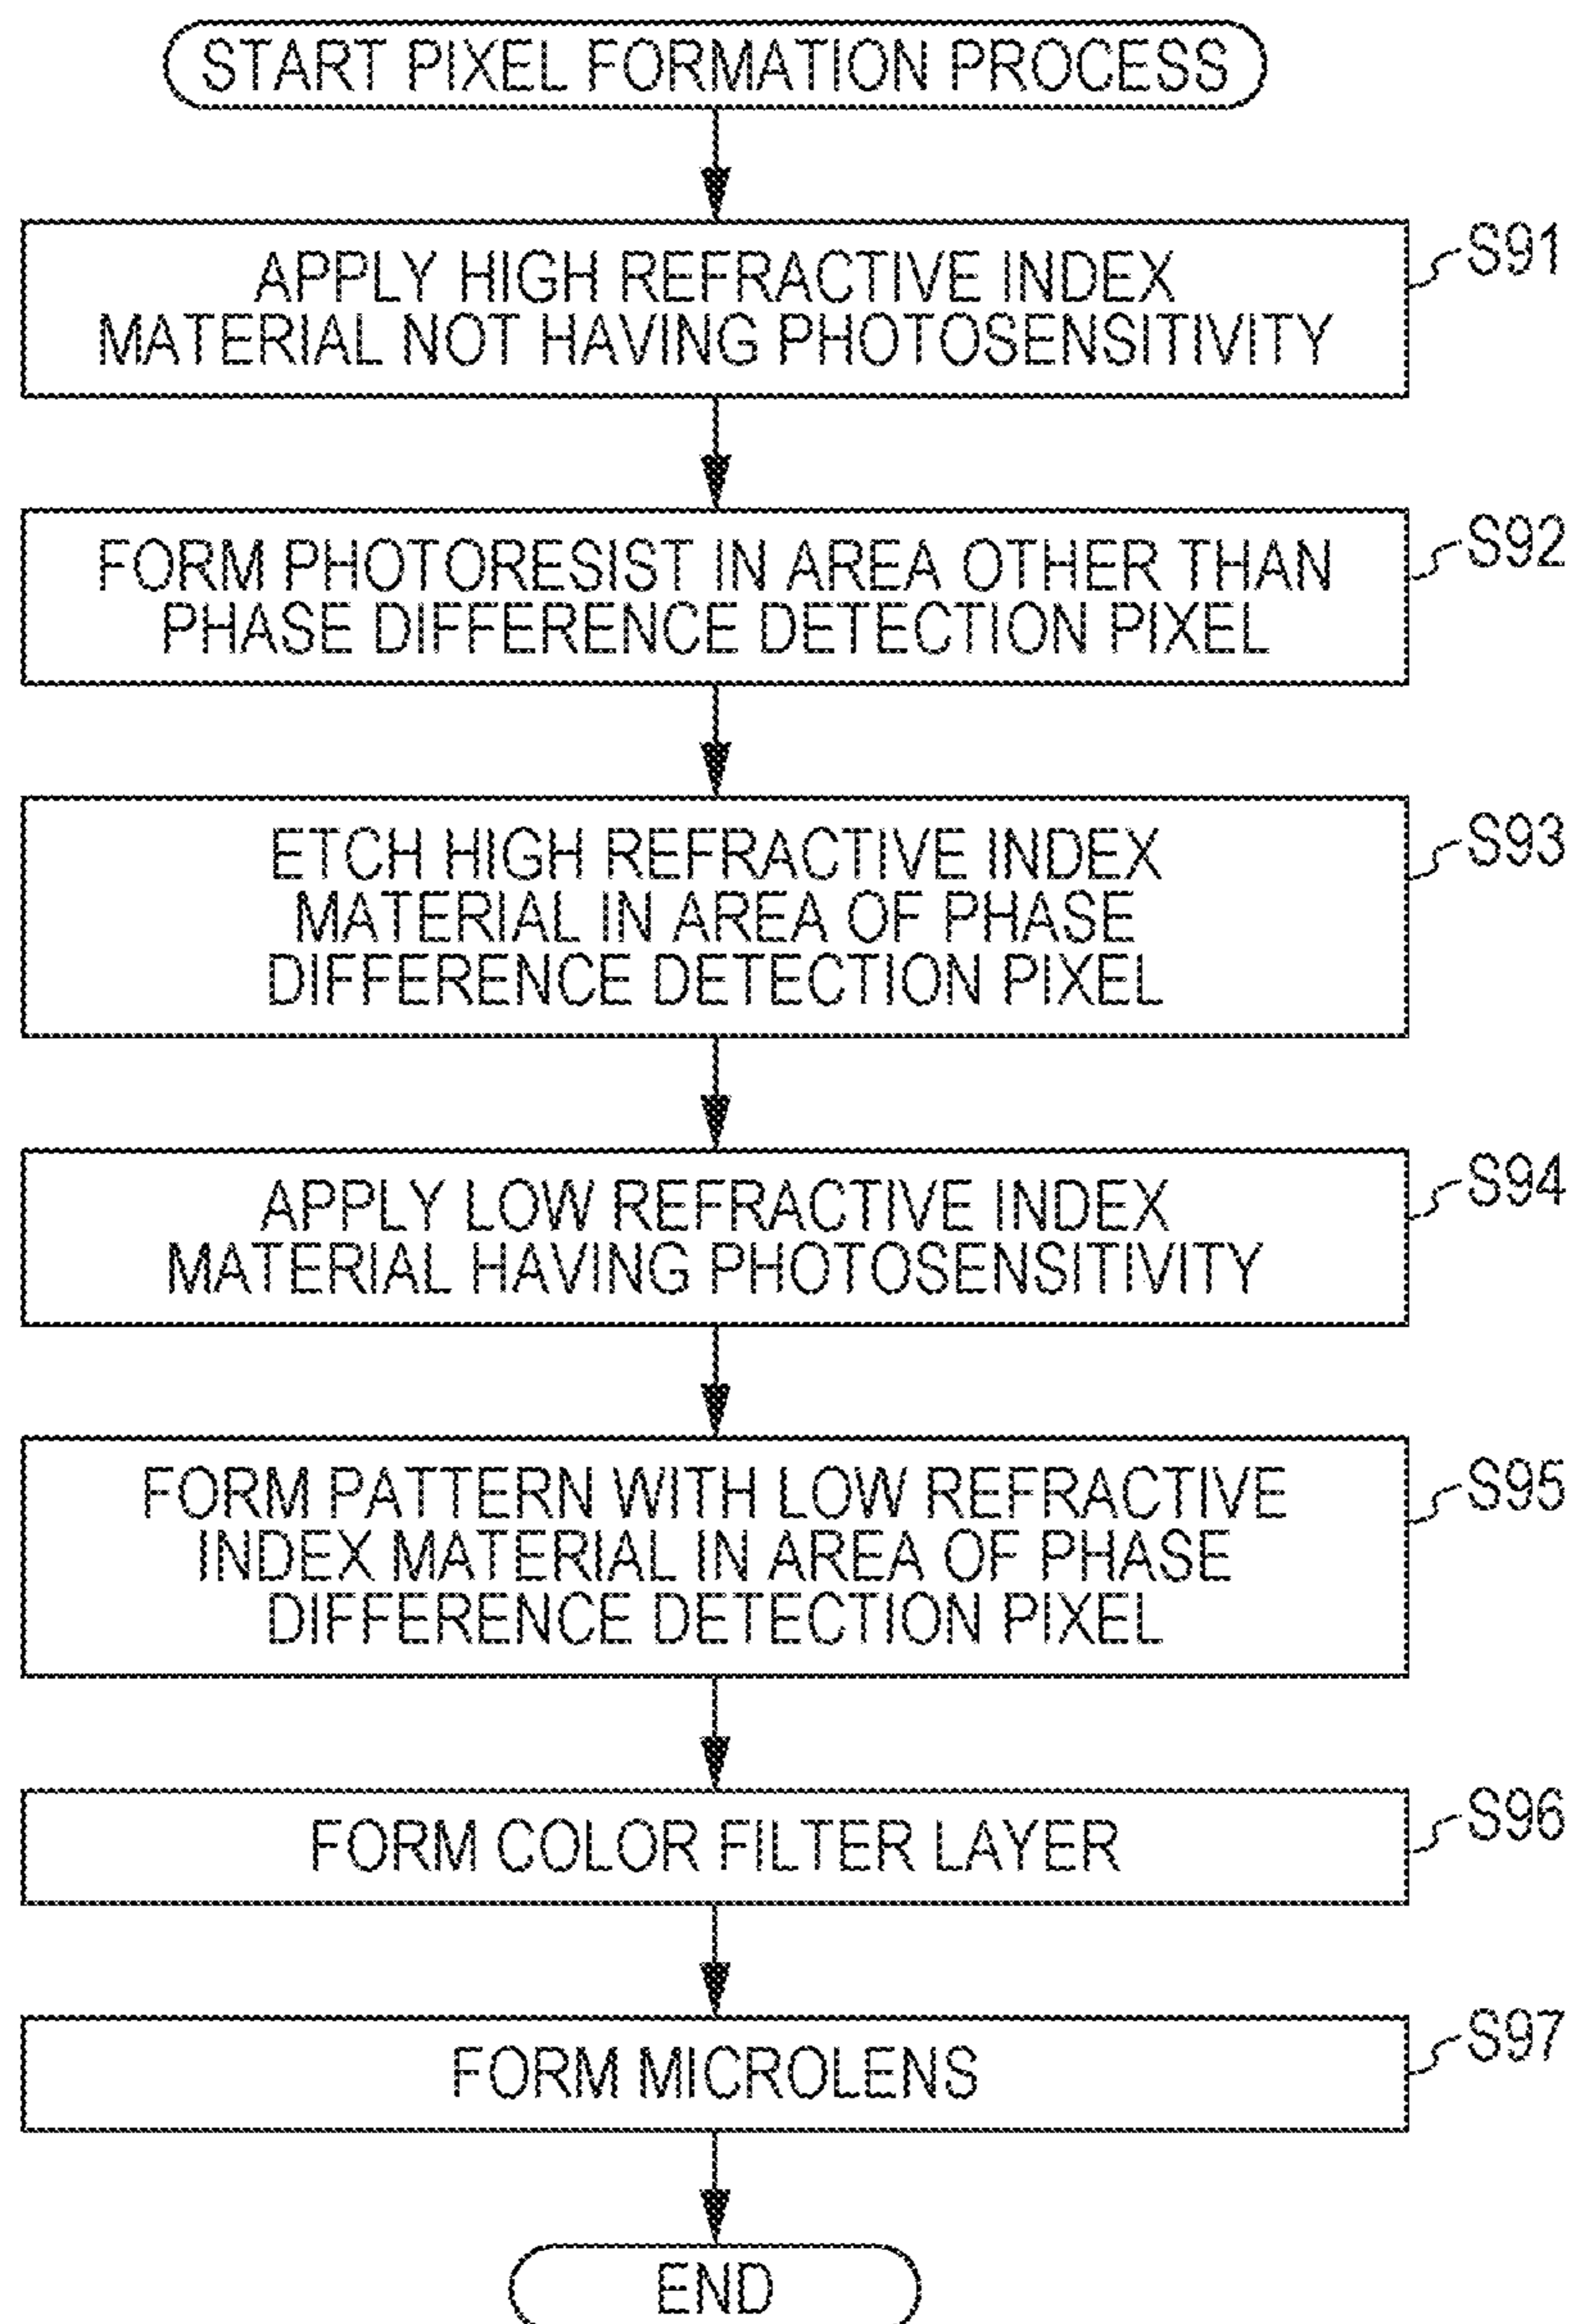 START PIXEL FORMATION PROCESS
APPLY HIGH REFRACTIVE INDEX
MATERIAL NOT HAVING PHOTOSENSITIVITY
S91
FORM PHOTORESIST IN AREA OTHER THAN
PHASE DIFFERENCE DETECTION PIXEL
S92
ETCH HIGH REFRACTIVE INDEX
MATERIAL IN AREA OF PHASE
DIFFERENCE DETECTION PIXEL
S93
APPLY LOW REFRACTIVE INDEX
MATERIAL HAVING PHOTOSENSITIVITY
S94
FORM PATTERN WITH LOW REFRACTIVE
INDEX MATERIAL IN AREA OF PHASE
DIFFERENCE DETECTION PIXEL
S95
FORM COLOR FILTER LAYER
S96
FORM MICROLENS
S97
END